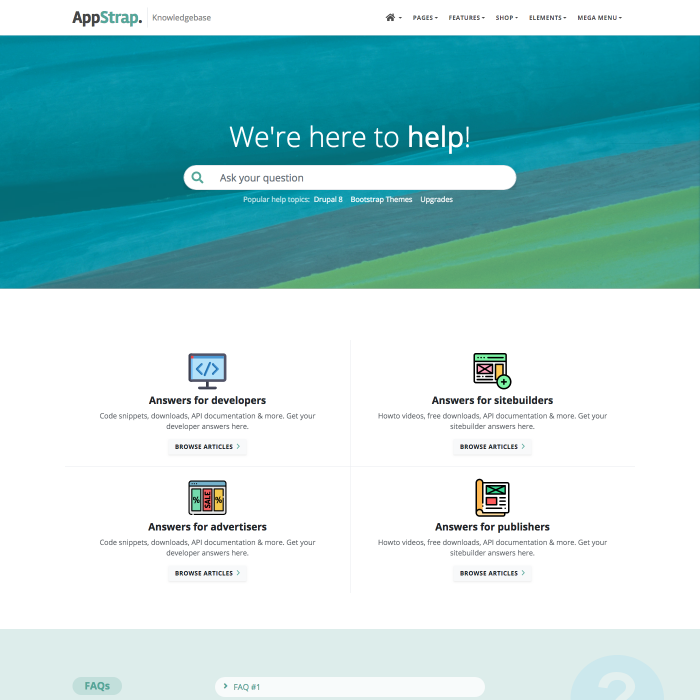 AppStrap. Knowledgebase
PAGES FEATURES SHOP ELEMENTS MEGA MENU
We're here to help!
Ask your question
Popular help topics: Drupal 8 Bootstrap Themes Upgrades
</>
Answers for developers
Code snippets, downloads, API documentation & more. Get your
developer answers here.
BROWSE ARTICLES
Answers for sitebuilders
Howto videos, free downloads, API documentation & more. Get your
sitebuilder answers here.
BROWSE ARTICLES
% SALE %
Answers for advertisers
Code snippets, downloads, API documentation & more. Get your
developer answers here.
BROWSE ARTICLES
Answers for publishers
Howto videos, free downloads, API documentation & more. Get your
sitebuilder answers here.
BROWSE ARTICLES
FAQs
FAQ #1
?